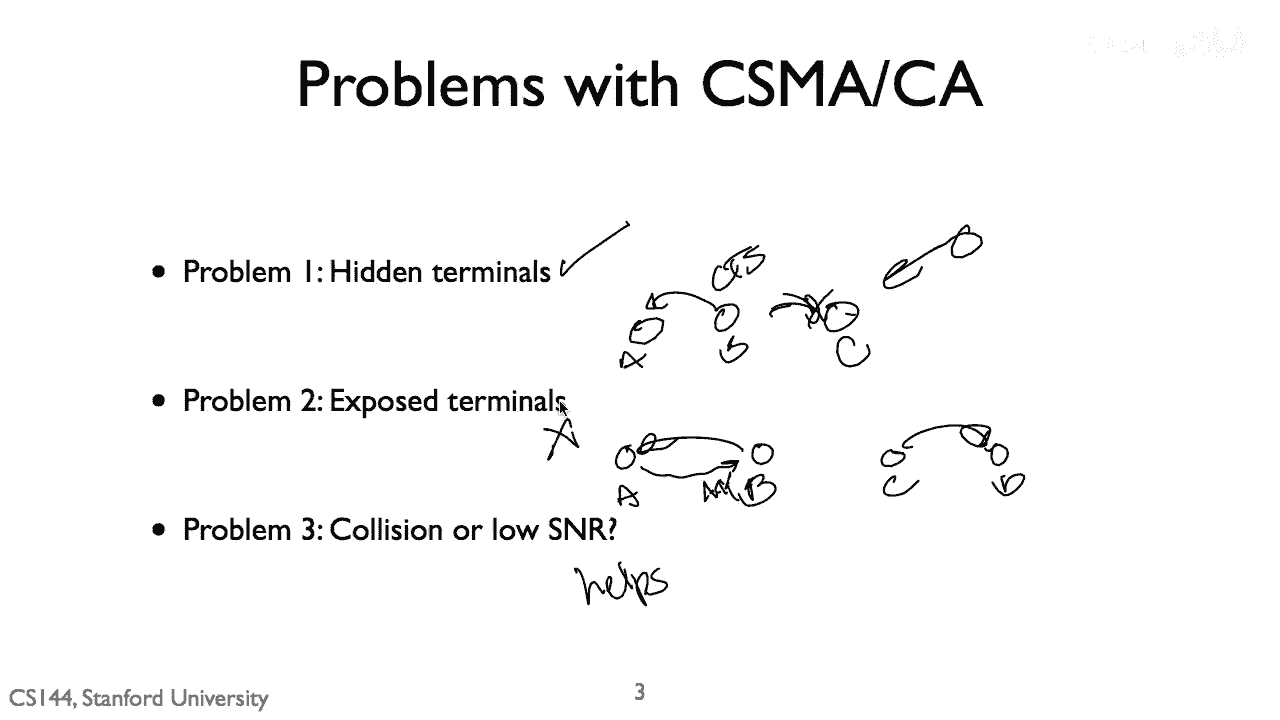 Problems with CSMA/CA
• Problem 1: Hidden terminals
CTS
A
B
C
• Problem 2: Exposed terminals
A
B
C
D
• Problem 3: Collision or low SNR?
helps
CS144, Stanford University
3